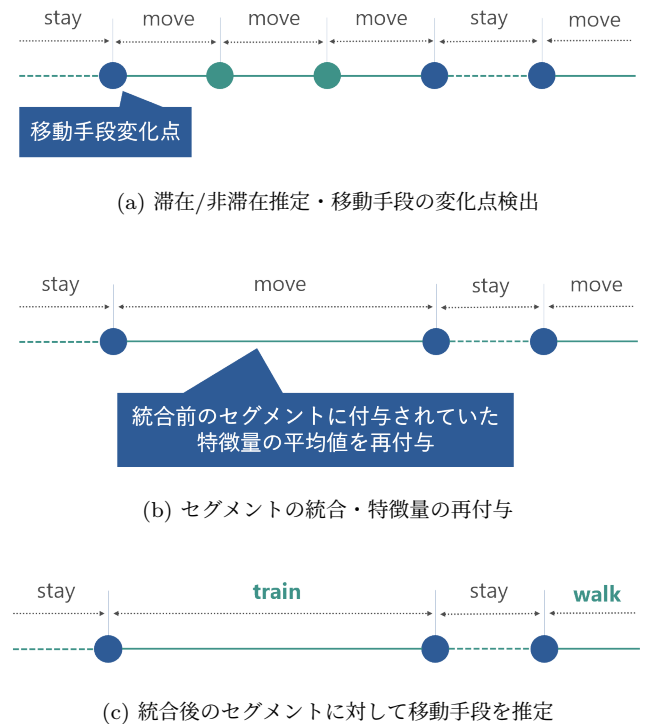 stay move move move stay move
移動手段変化点
(a) 滞在/非滞在推定・移動手段の変化点検出
stay move stay move
統合前のセグメントに付与されていた
特徴量の平均値を再付与
(b) セグメントの統合・特徴量の再付与
stay train stay walk
(c) 統合後のセグメントに対して移動手段を推定